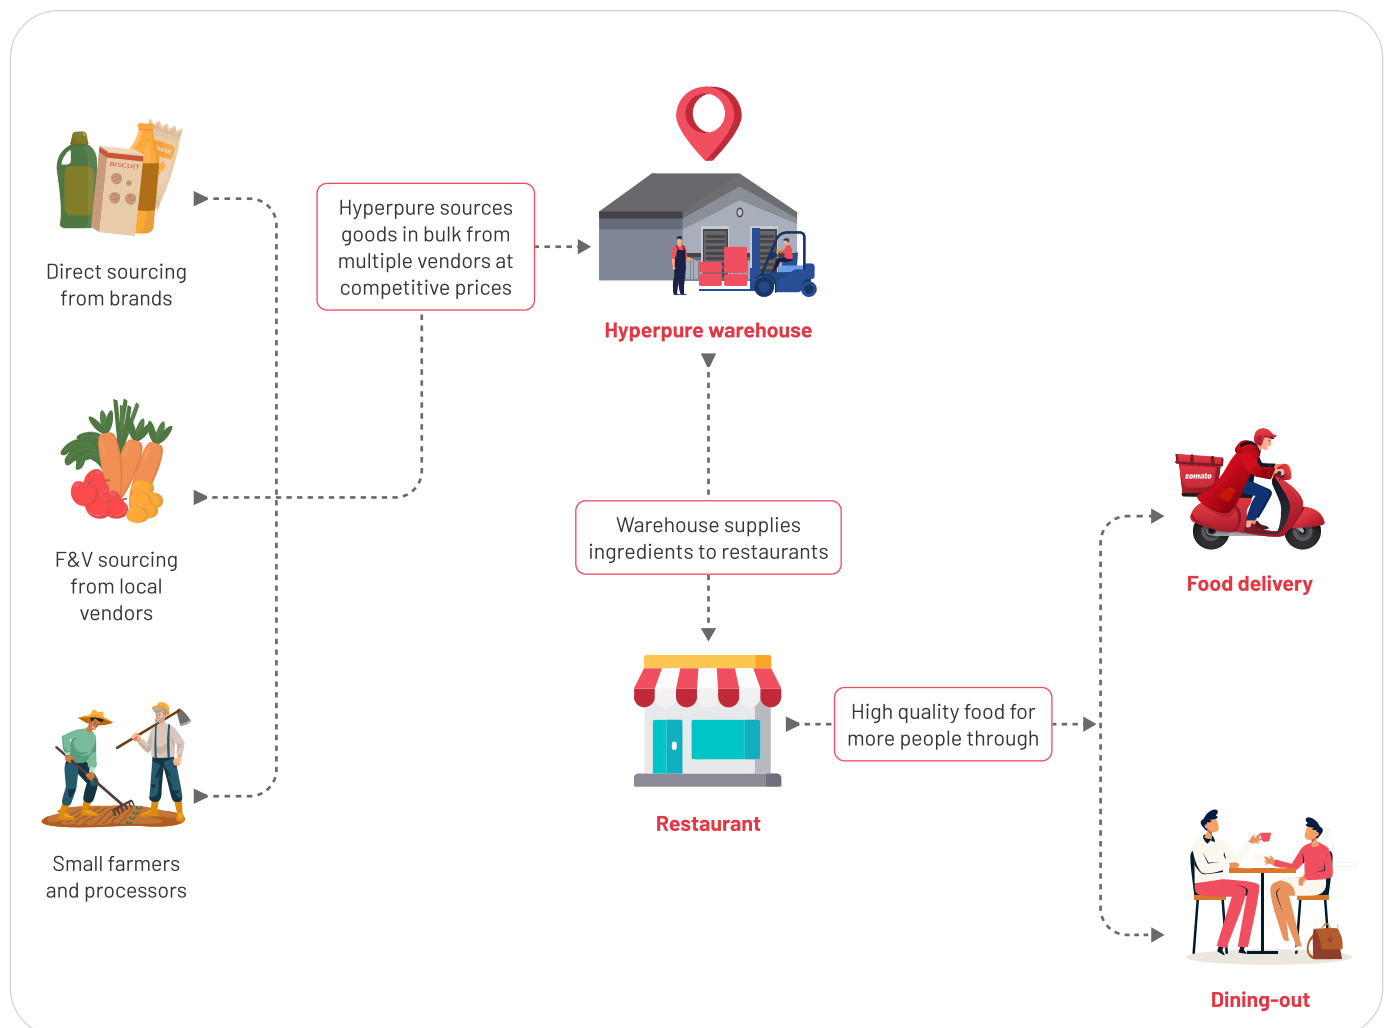 BISCUIT
Direct sourcing
from brands
Hyperpure sources
goods in bulk from
multiple vendors at
competitive prices
Hyperpure warehouse
F&V sourcing
from local
vendors
Warehouse supplies
ingredients to restaurants
zomato
Food delivery
Small farmers
and processors
Restaurant
High quality food for
more people through
Dining-out